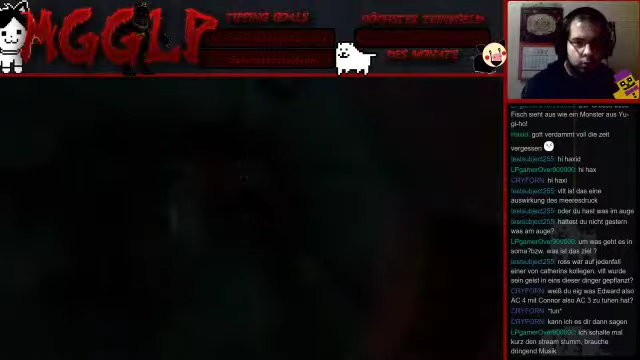 MGGLP
TIPPING GOALS
HÖCHSTES TRINKGELD
DES MONATS
Fisch sieht aus wie ein Monster aus Yu-
gi-ho!
Haxid: gott verdammt voll die zeit
vergessen
testsubject255: hi haxid
LPgamerOver900000: hi hax
CRYFORN: hi haxi
testsubject255: vllt ist das eine
auswirkung des meeresdruck
testsubject255: oder du hast was im auge
testsubject255: hattest du nicht gestern
was am auge?
LPgamerOver900000: um was geht es in
soma?bzw. was ist das ziel ?
testsubject255: ross war auf jedenfall
einer von catherins kollegen. vllt wurde
sein geist in eins dieser dinger gepflanzt?
CRYFORN: weiß du eig was Edward also
AC 4 mit Connor also AC 3 zu tuhen hat?
CRYFORN: *tun*
CRYFORN: kann ich es dir dann sagen
LPgamerOver900000: ich schalte mal
kurz den stream stumm, brauche
dringend Musik